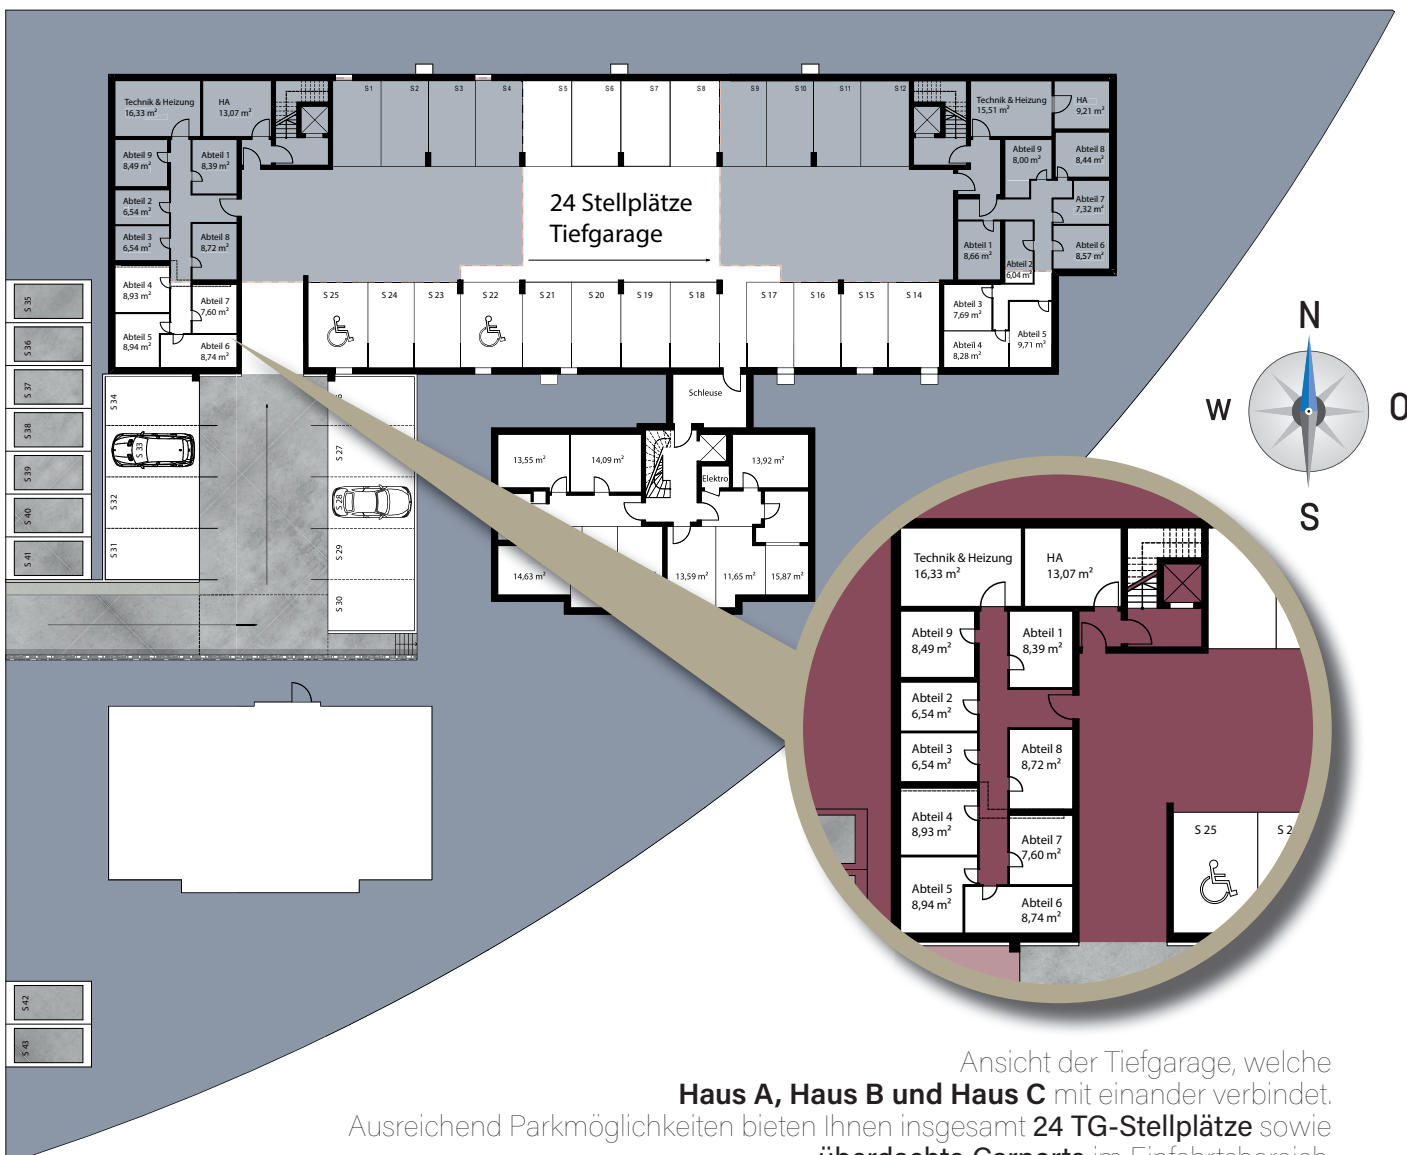 S 1
S 2
S 3
S 4
S 5
S 6
S 7
S 8
S 9
S 10
S 11
S 12
Technik & Heizung
16,33 m²
HA
13,07 m²
Abteil 9
8,49 m²
Abteil 1
8,39 m²
Abteil 2
6,54 m²
Abteil 3
6,54 m²
Abteil 8
8,72 m²
Abteil 4
8,93 m²
Abteil 7
7,60 m²
Abteil 5
8,94 m²
Abteil 6
8,74 m²
24 Stellplätze
Tiefgarage
Technik & Heizung
15,51 m²
HA
9,21 m²
Abteil 9
8,00 m²
Abteil 8
8,44 m²
Abteil 7
7,32 m²
Abteil 1
8,66 m²
Abteil 2
6,04 m²
Abteil 6
8,57 m²
Abteil 3
7,69 m²
Abteil 4
8,28 m²
Abteil 5
9,71 m²
S 25
S 24
S 23
S 22
S 21
S 20
S 19
S 18
S 17
S 16
S 15
S 14
S 35
S 36
S 37
S 38
S 39
S 40
S 41
S 34
S 33
S 32
S 31
S 27
S 28
S 29
S 30
Schleuse
13,55 m²
14,09 m²
Elektro
13,92 m²
14,63 m²
13,59 m²
11,65 m²
15,87 m²
N
W
O
S
Technik & Heizung
16,33 m²
HA
13,07 m²
Abteil 9
8,49 m²
Abteil 1
8,39 m²
Abteil 2
6,54 m²
Abteil 3
6,54 m²
Abteil 8
8,72 m²
Abteil 4
8,93 m²
Abteil 7
7,60 m²
Abteil 5
8,94 m²
Abteil 6
8,74 m²
S 25
S 2
S 42
S 43
Ansicht der Tiefgarage, welche
Haus A, Haus B und Haus C mit einander verbindet.
Ausreichend Parkmöglichkeiten bieten Ihnen insgesamt 24 TG-Stellplätze sowie
überdachte Carports im Einfahrtsbereich.